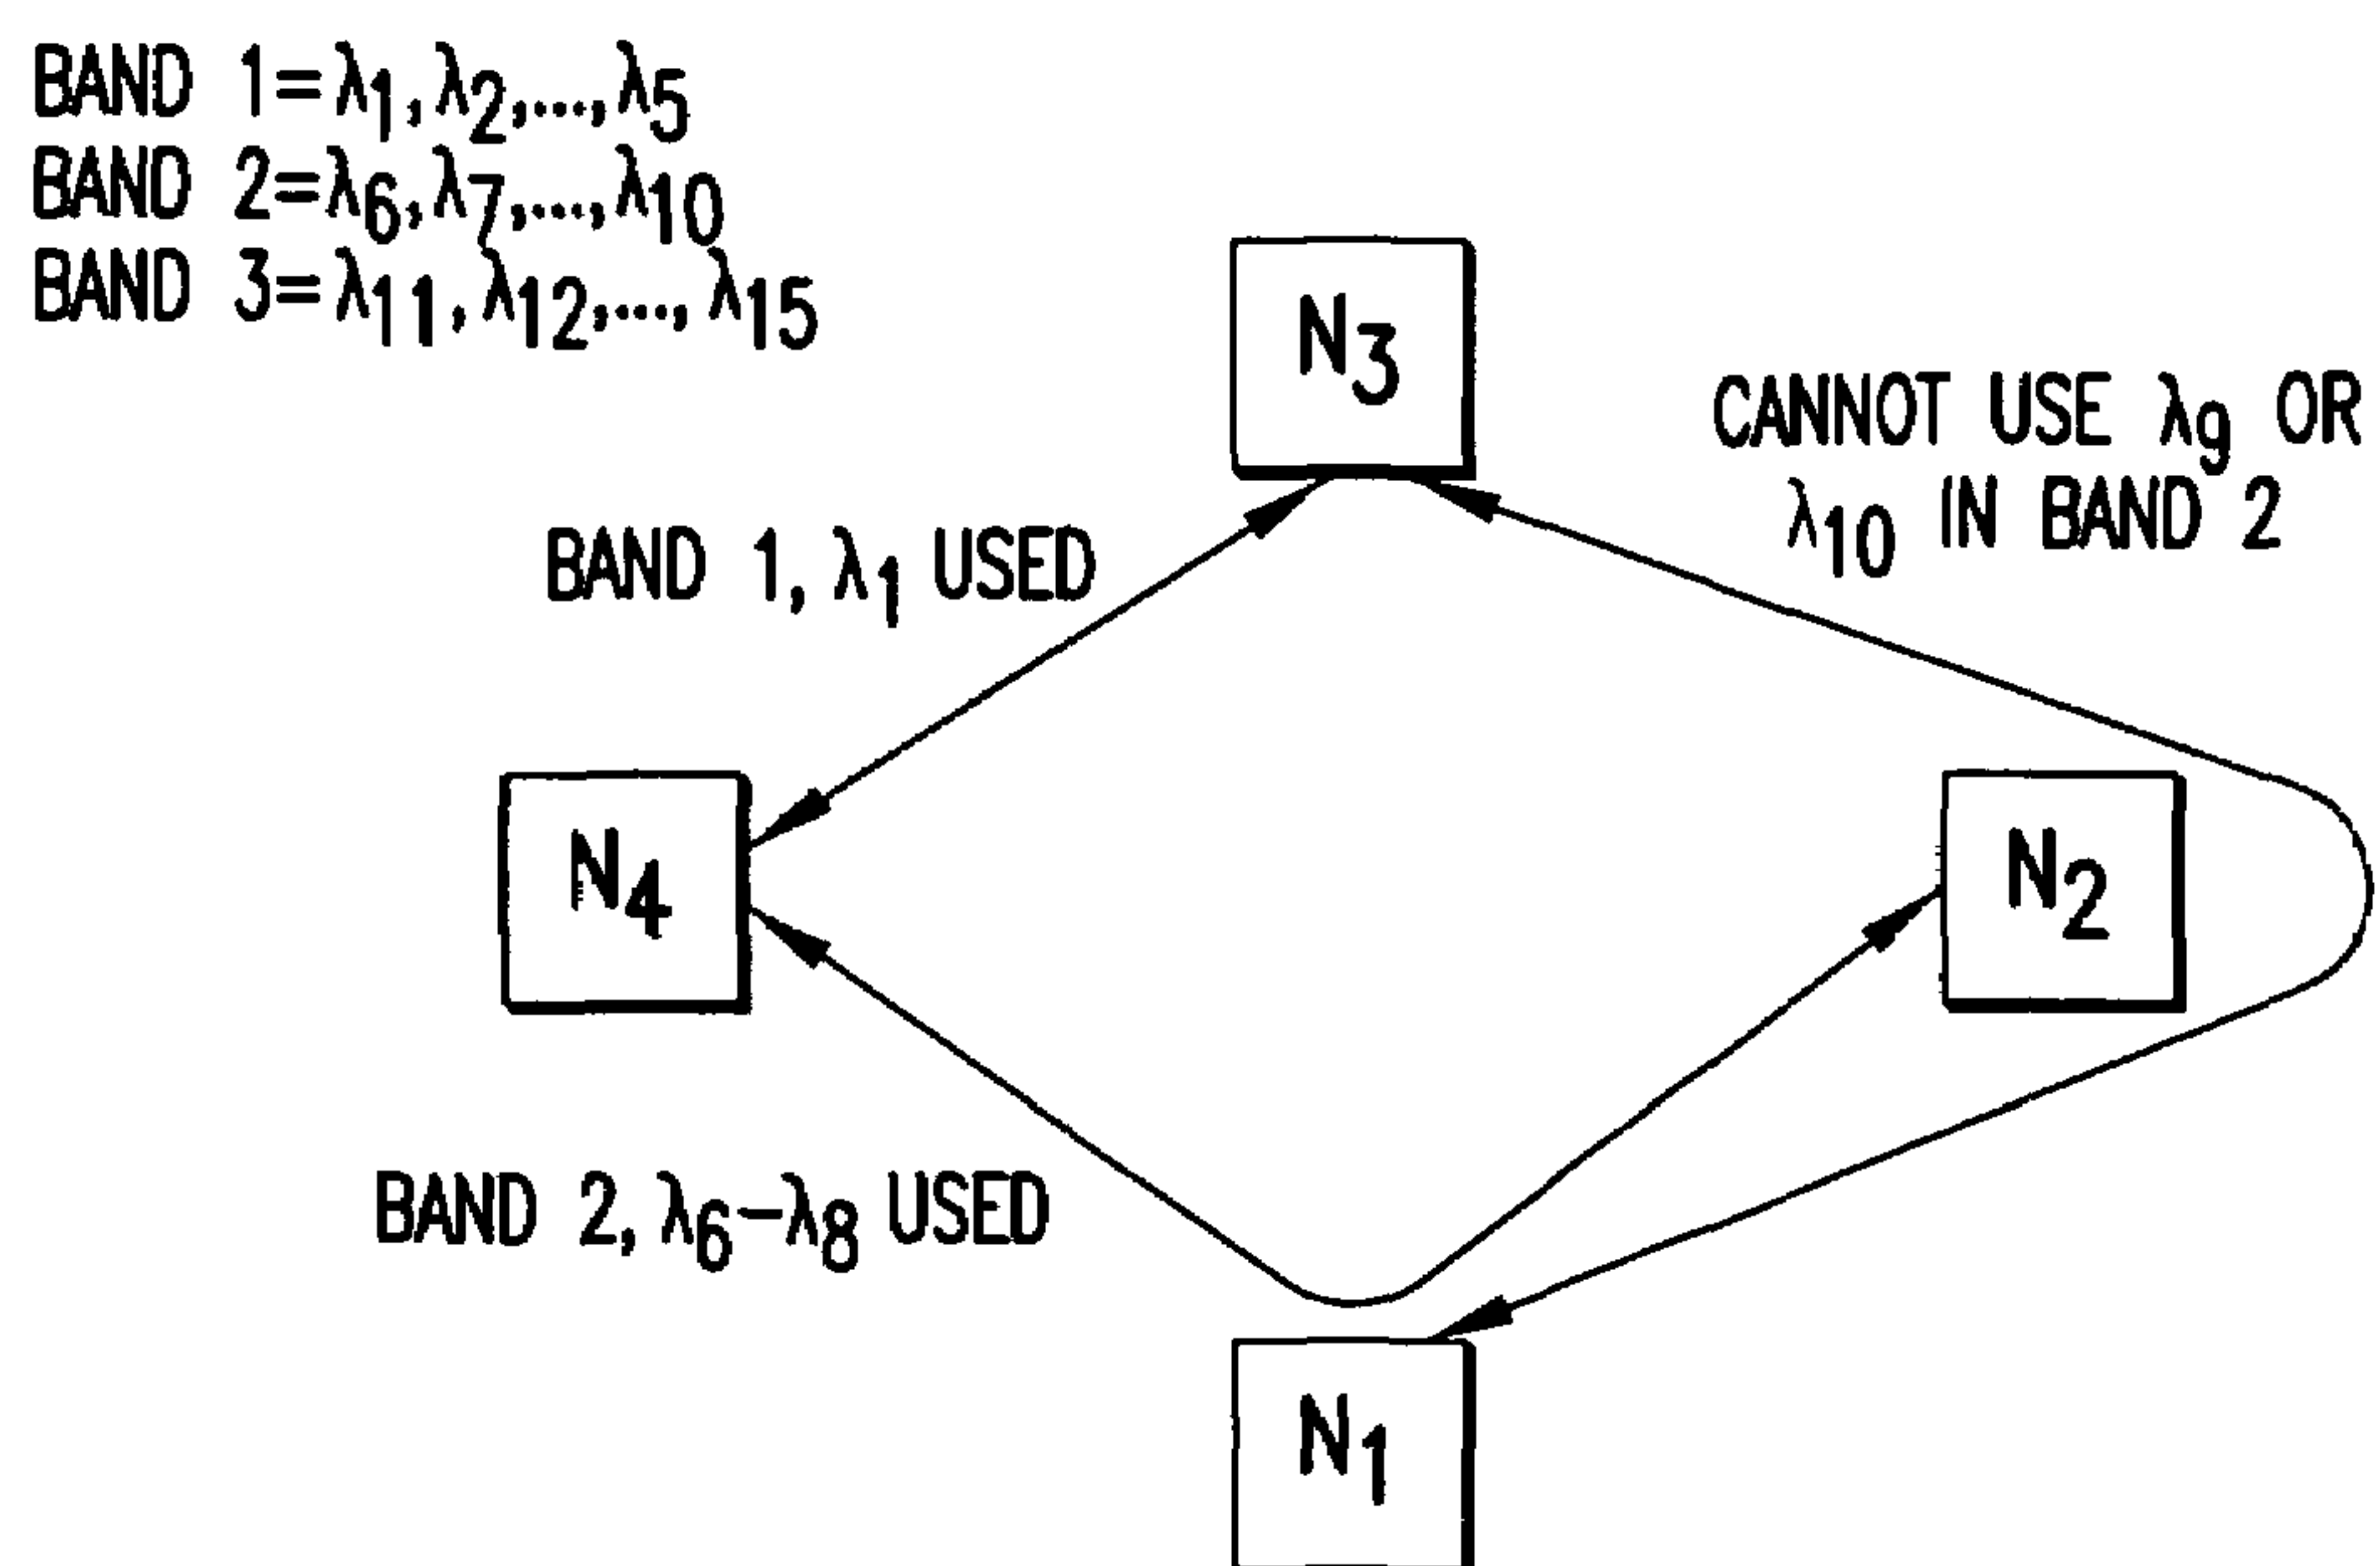 BAND 1=λ1,λ2,...,λ5
BAND 2=λ6,λ7,...,λ10
BAND 3=λ11,λ12,...,λ15
N3
CANNOT USE λ9 OR
λ10 IN BAND 2
BAND 1, λ1 USED
N4
N2
BAND 2, λ6-λ8 USED
N1